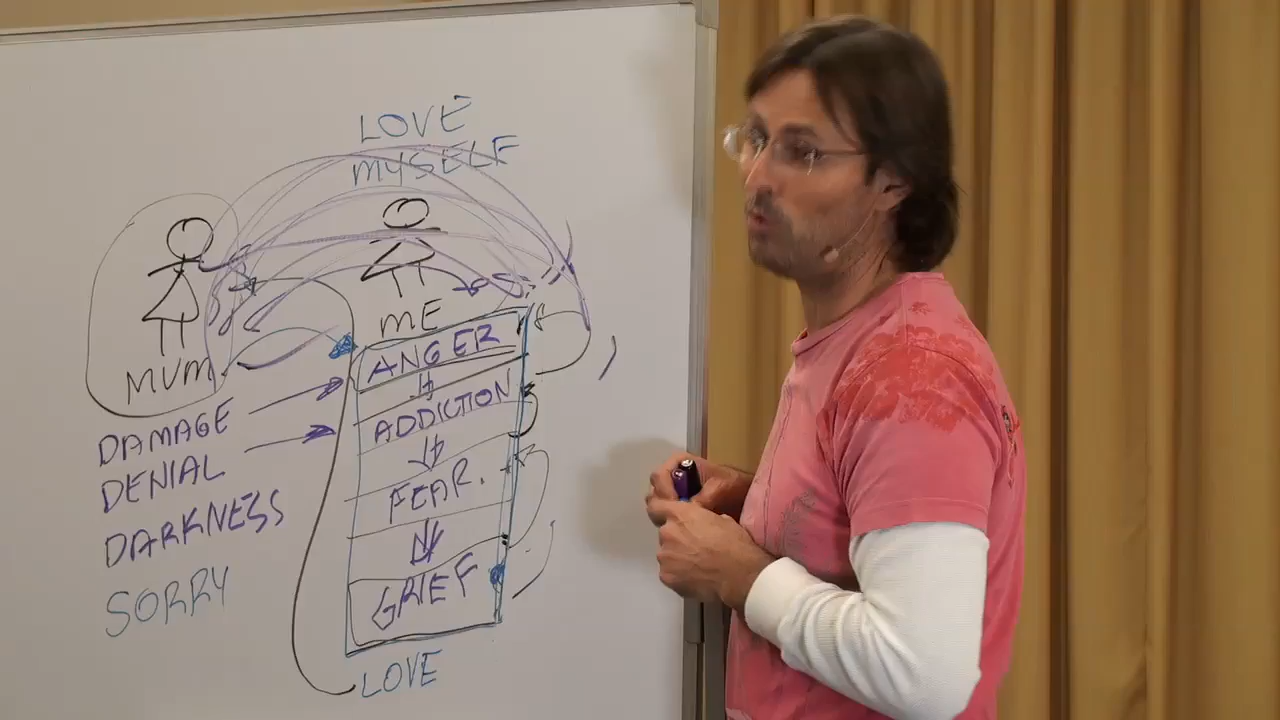 LOVE
MYSELF
ME
MUM
ANGER
ADDICTION
FEAR.
GRIEF
LOVE
DAMAGE
DENIAL
DARKNESS
SORRY